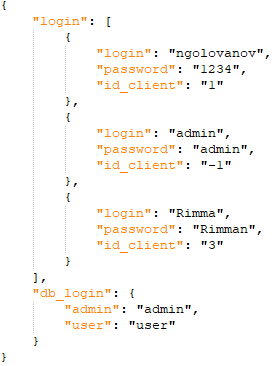 {
    "login": [
        {
            "login": "ngolovanov",
            "password": "1234",
            "id_client": "1"
        },
        {
            "login": "admin",
            "password": "admin",
            "id_client": "-1"
        },
        {
            "login": "Rimma",
            "password": "Rimman",
            "id_client": "3"
        }
    ],
    "db_login": {
        "admin": "admin",
        "user": "user"
    }
}